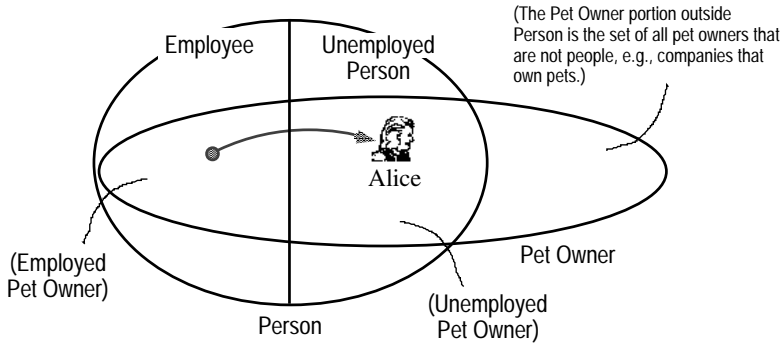 Employee
Unemployed
Person
(The Pet Owner portion outside
Person is the set of all pet owners that
are not people, e.g., companies that
own pets.)
Alice
(Employed
Pet Owner)
Pet Owner
(Unemployed
Pet Owner)
Person